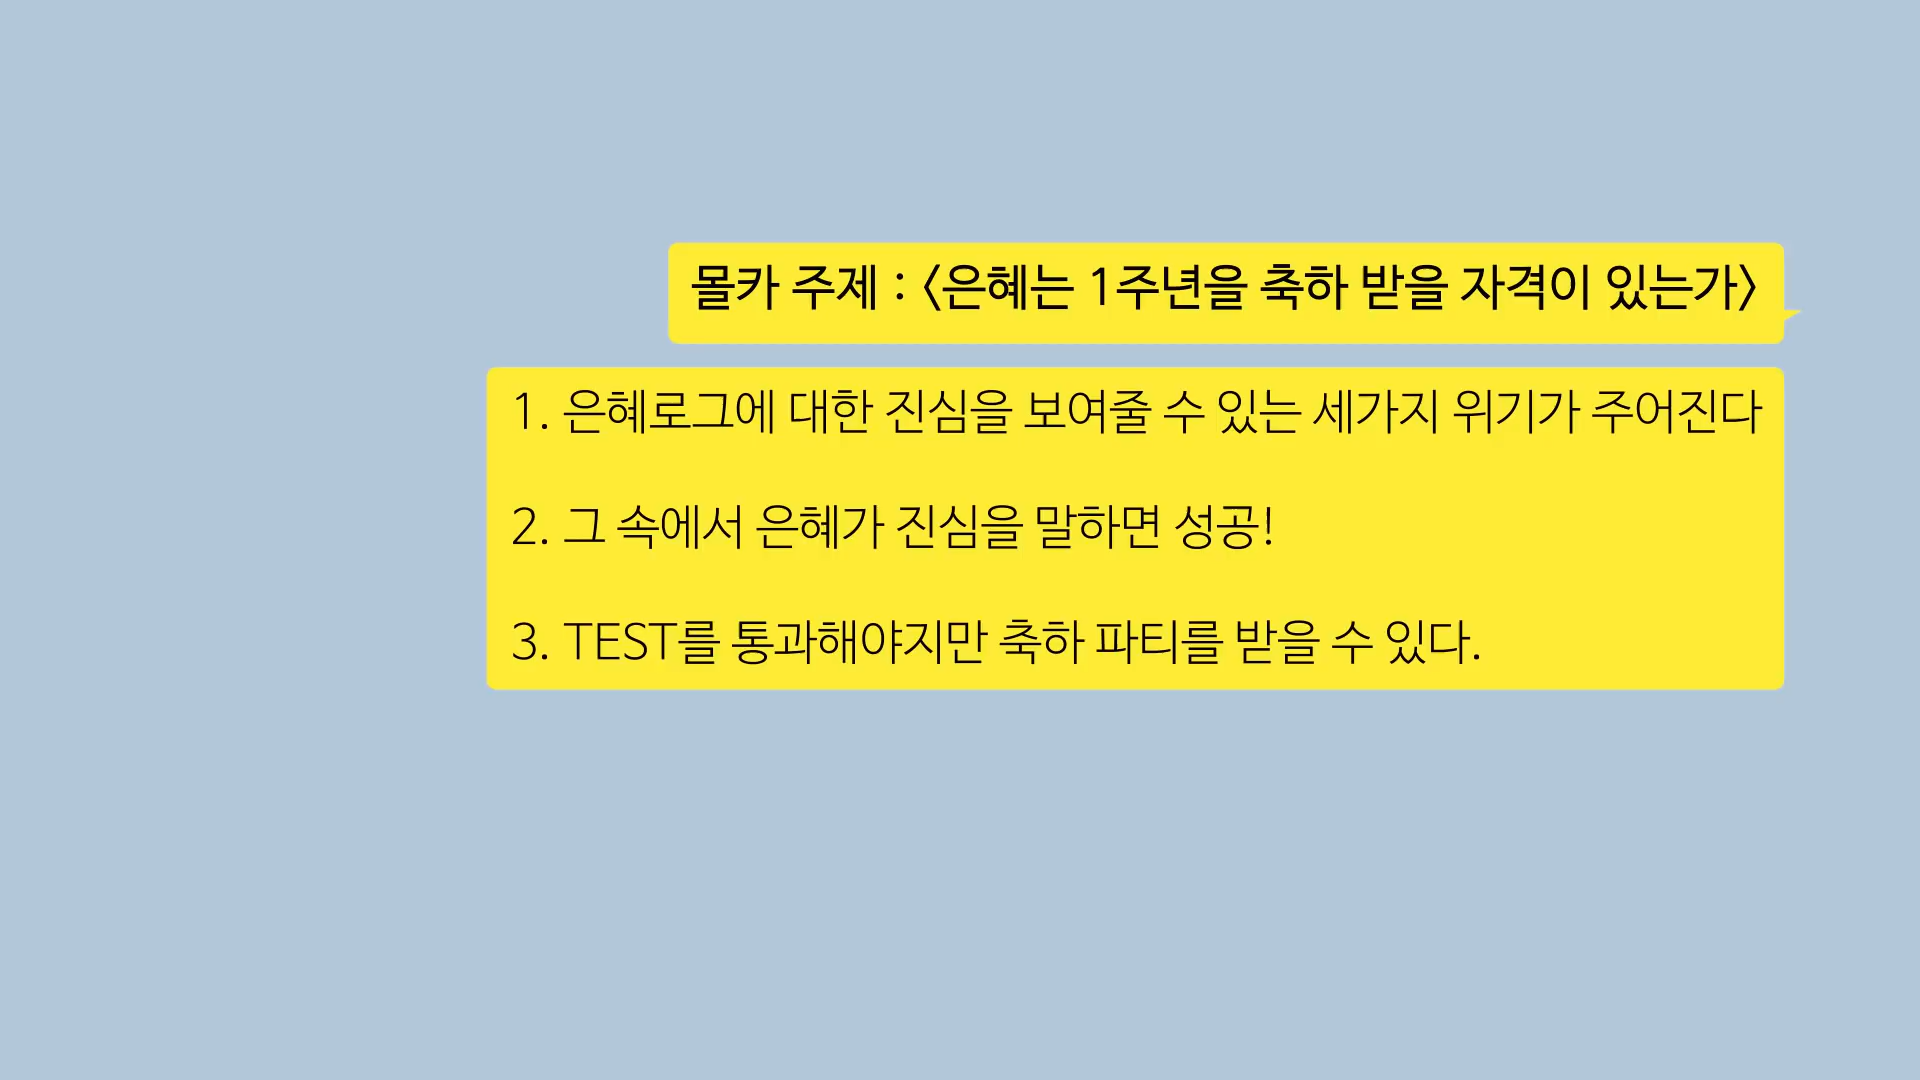 몰카 주제 : <은혜는 1주년을 축하 받을 자격이 있는가>
1. 은혜로그에 대한 진심을 보여줄 수 있는 세가지 위기가 주어진다
2. 그 속에서 은혜가 진심을 말하면 성공!
3. TEST를 통과해야지만 축하 파티를 받을 수 있다.